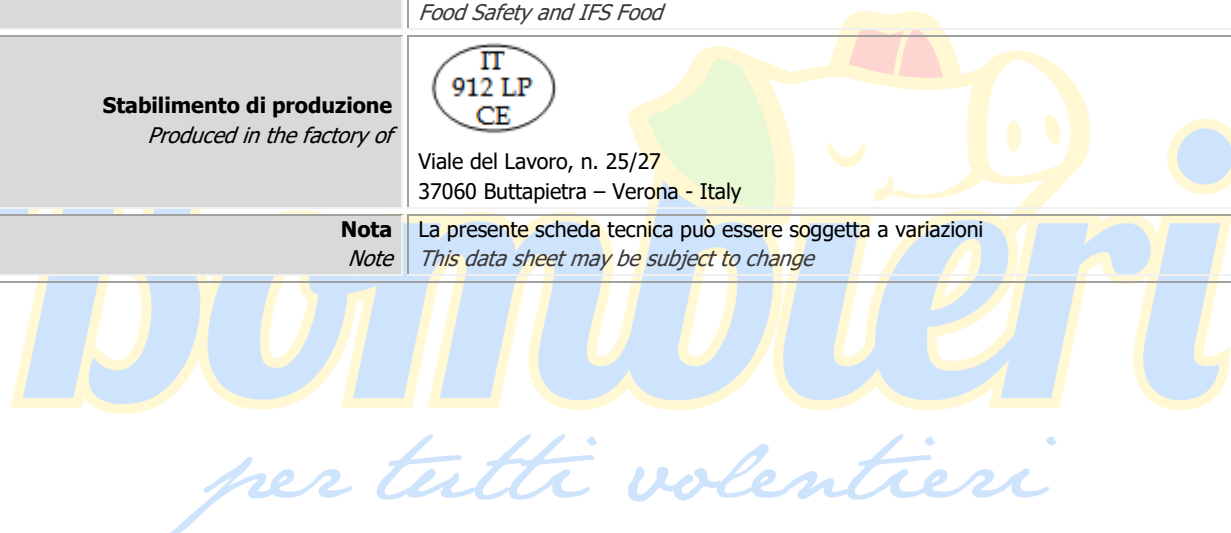 Food Safety and IFS Food
Stabilimento di produzione
Produced in the factory of
IT
912 LP
CE
Viale del Lavoro, n. 25/27
37060 Buttapietra – Verona - Italy
Nota
Note
La presente scheda tecnica può essere soggetta a variazioni
This data sheet may be subject to change
bombieri
per tutti volentieri